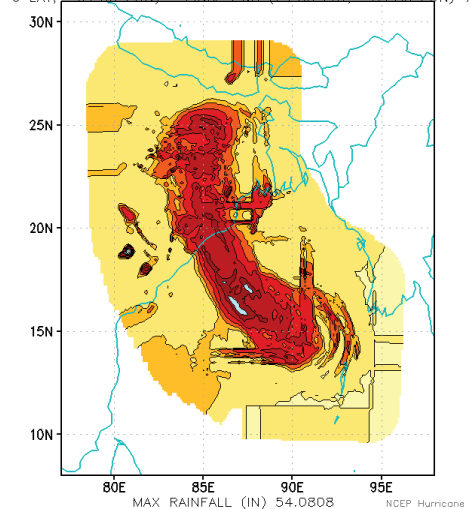 30N
25N
20N
15N
10N
80E 85E 90E 95E
MAX RAINFALL (IN) 54.0808
NCEP Hurricane